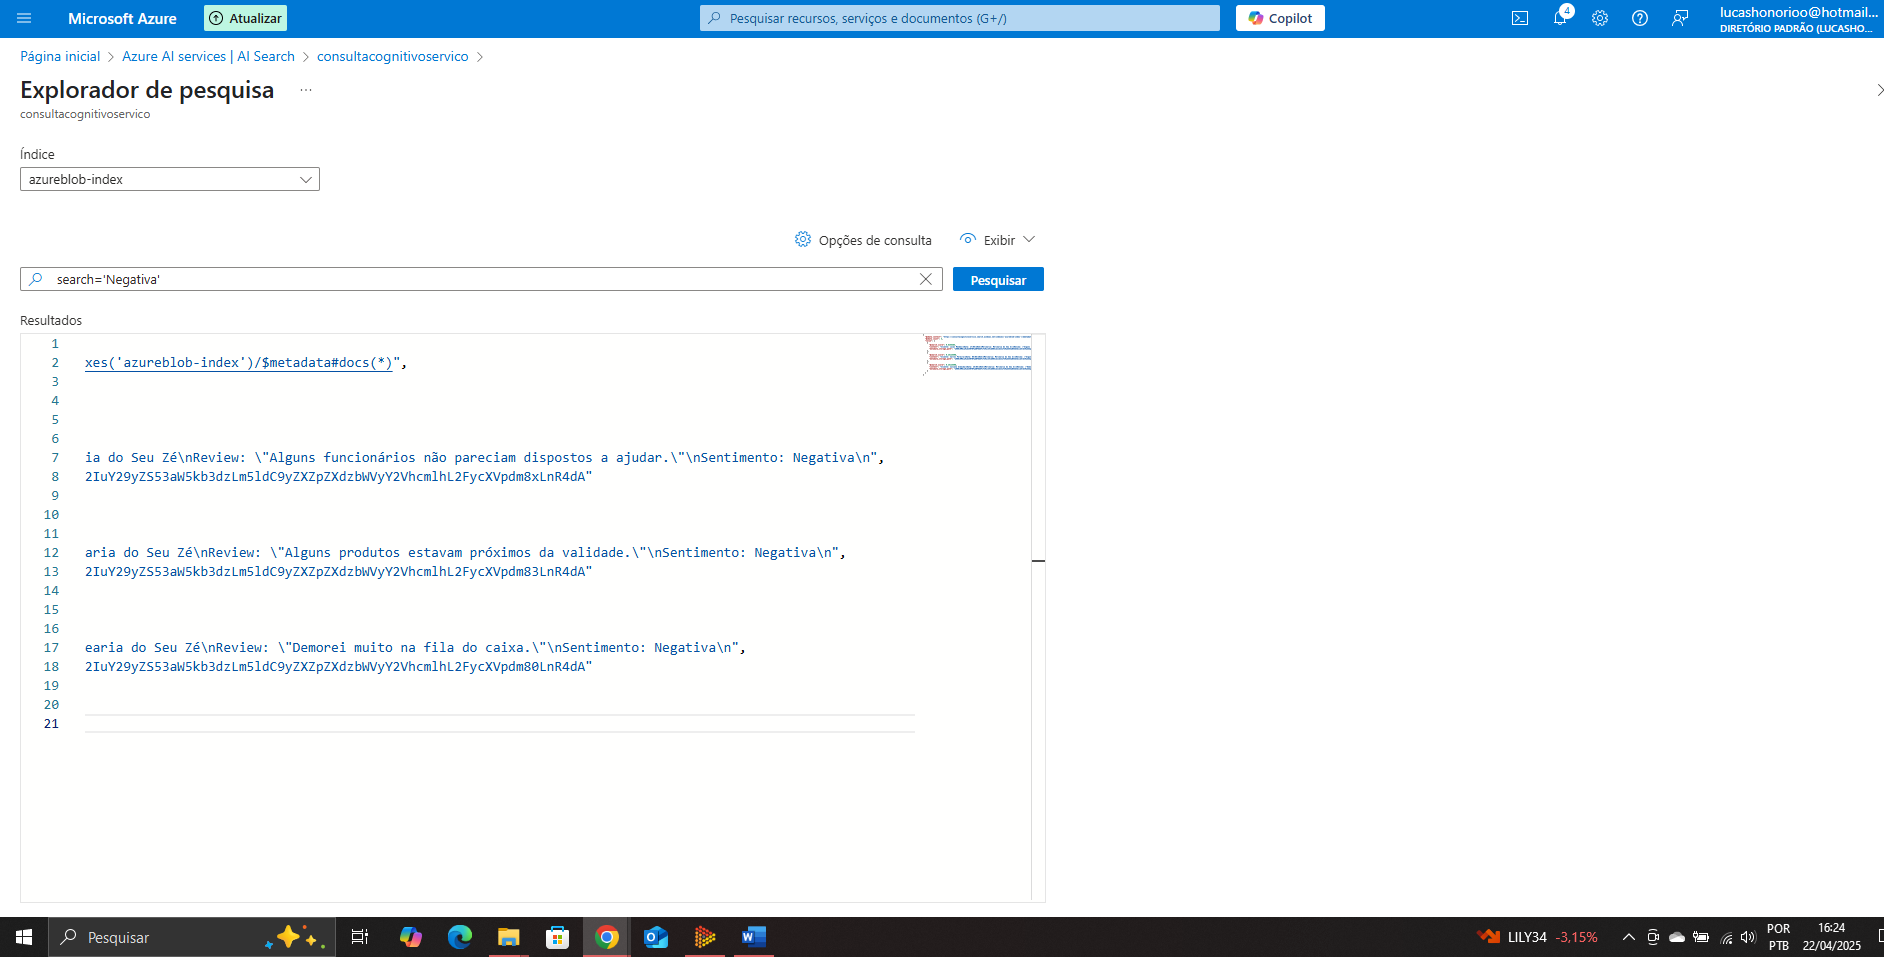 Microsoft Azure
Atualizar
Pesquisar recursos, serviços e documentos (G+/)
Copilot
4
lucashonorioo@hotmail...
DIRETÓRIO PADRÃO (LUCASHO...
Página inicial > Azure AI services | AI Search > consultacognitivoservico >
Explorador de pesquisa ...
consultacognitivoservico
Índice
azureblob-index
Opções de consulta
Exibir
search='Negativa'
Pesquisar
Resultados
1
2 xes('azureblob-index')/$metadata#docs(*)",
3
4
5
6
7 ia do Seu Zé\nReview: \"Alguns funcionários não pareciam dispostos a ajudar.\"\nSentimento: Negativa\n",
8 2IuY29yZS53aW5kb3dzLm5ldC9yZXZpZXdzbWVyY2VhcmlhL2FycXVpdm8xLnR4dA"
9
10
11
12 aria do Seu Zé\nReview: \"Alguns produtos estavam próximos da validade.\"\nSentimento: Negativa\n",
13 2IuY29yZS53aW5kb3dzLm5ldC9yZXZpZXdzbWVyY2VhcmlhL2FycXVpdm83LnR4dA"
14
15
16
17 earia do Seu Zé\nReview: \"Demorei muito na fila do caixa.\"\nSentimento: Negativa\n",
18 2IuY29yZS53aW5kb3dzLm5ldC9yZXZpZXdzbWVyY2VhcmlhL2FycXVpdm80LnR4dA"
19
20
21
Pesquisar
LILY34 -3,15%
POR
PTB
16:24
22/04/2025